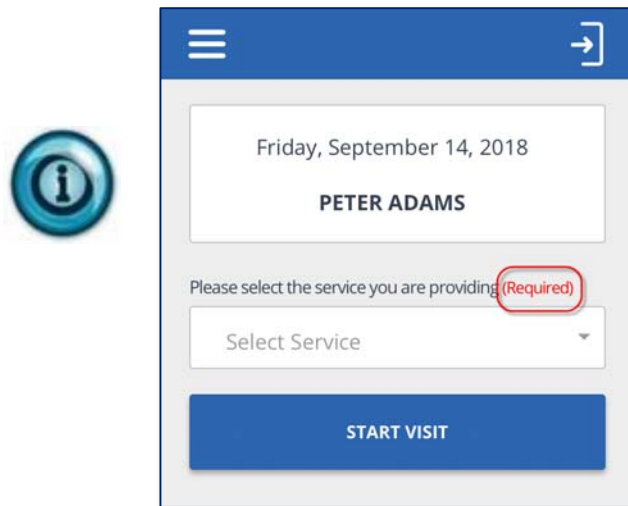 Friday, September 14, 2018
PETER ADAMS
Please select the service you are providing (Required)
Select Service
START VISIT